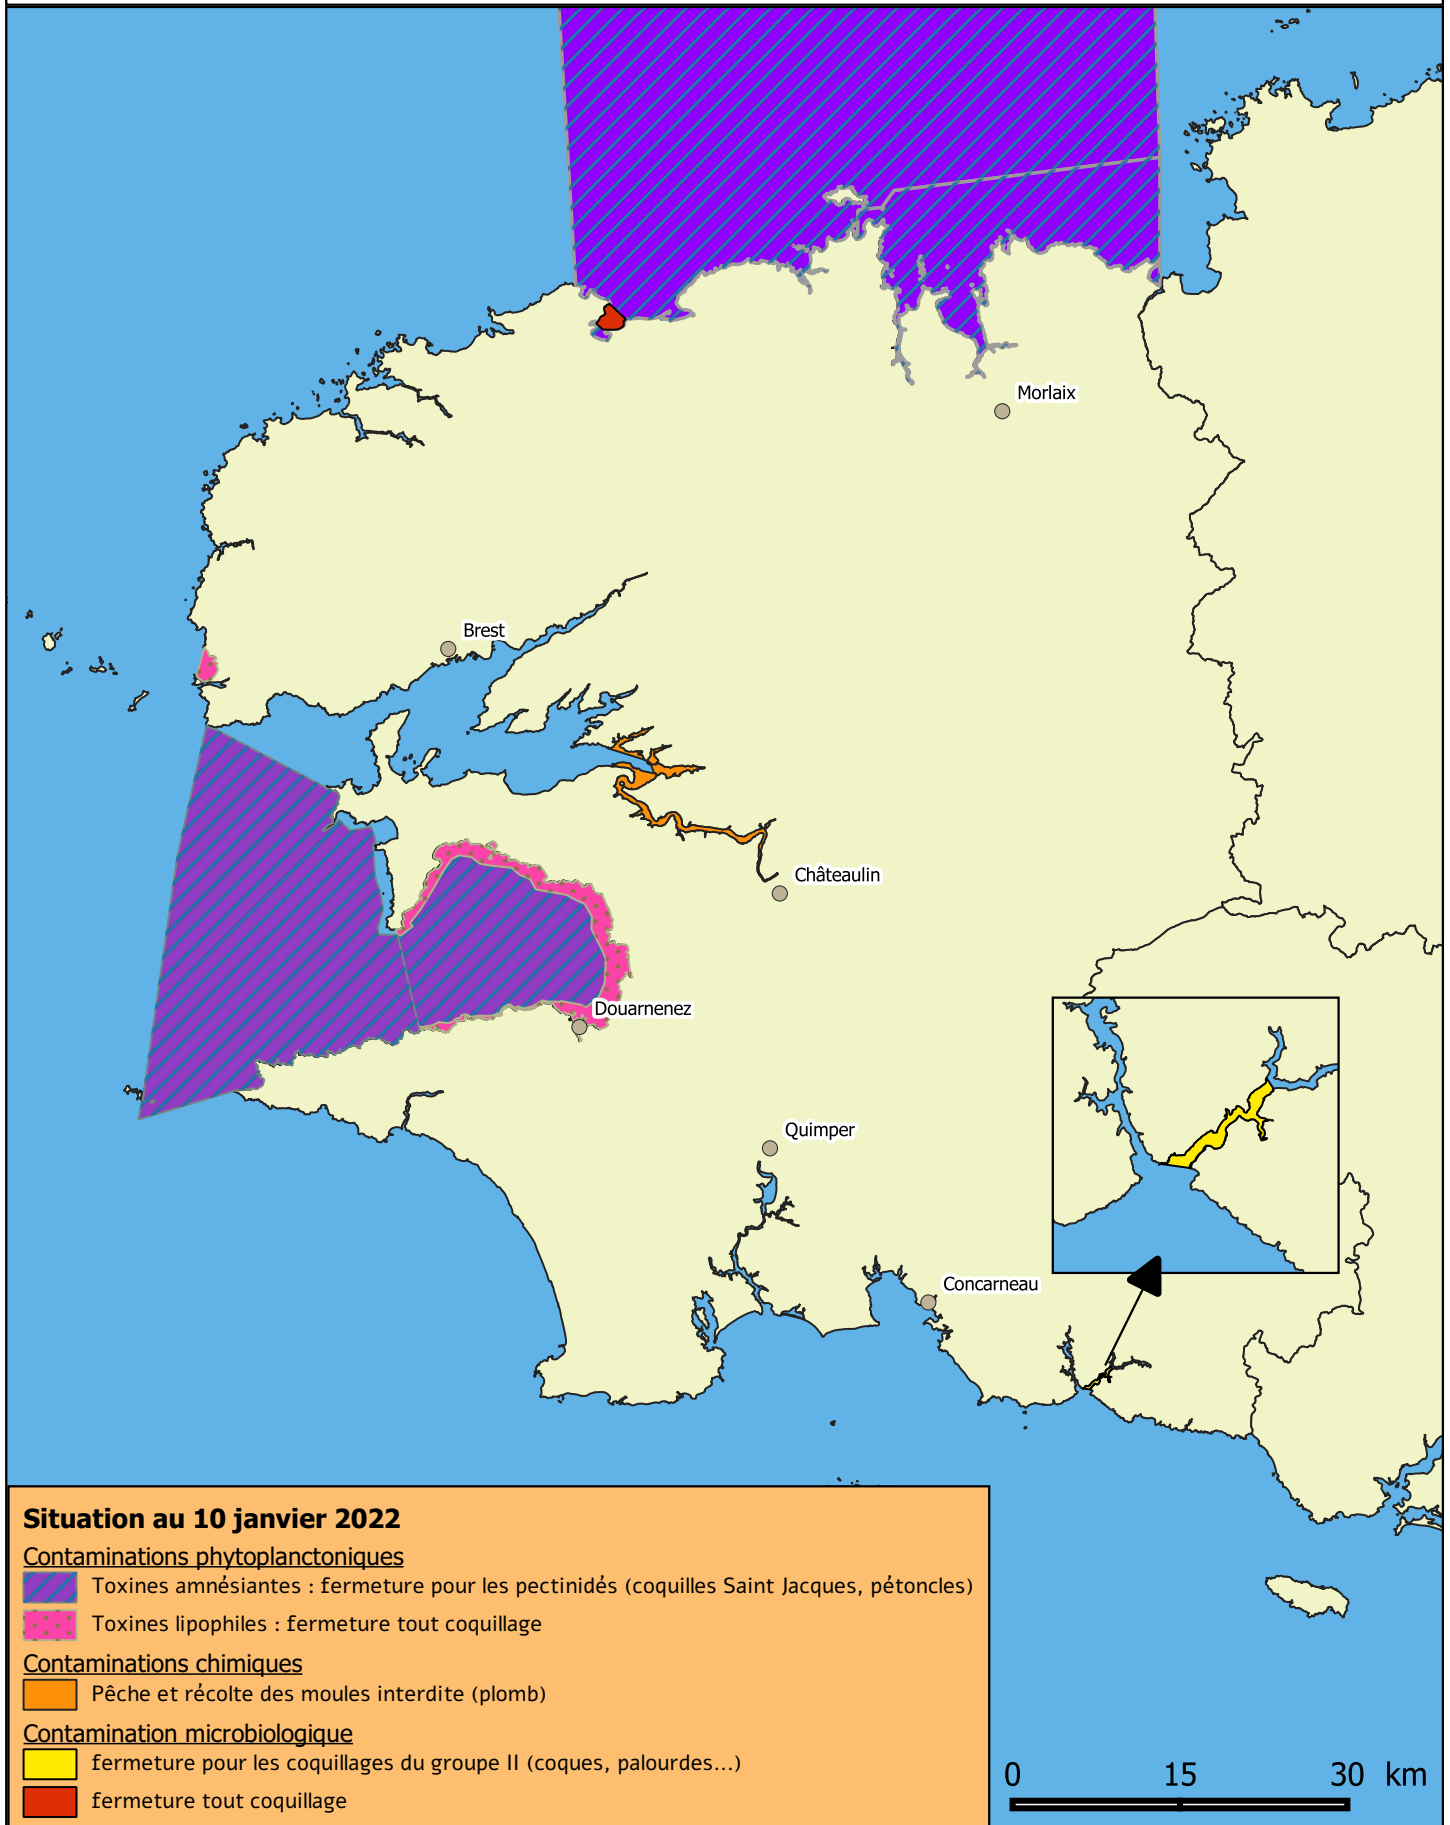 Morlaix
Brest
Châteaulin
Douarnenez
Quimper
Concarneau
Situation au 10 janvier 2022
Contaminations phytoplanctoniques
Toxines amnésiantes : fermeture pour les pectinidés (coquilles Saint Jacques, pétoncles)
Toxines lipophiles : fermeture tout coquillage
Contaminations chimiques
Pêche et récolte des moules interdite (plomb)
Contamination microbiologique
fermeture pour les coquillages du groupe II (coques, palourdes...)
fermeture tout coquillage
0 15 30 km